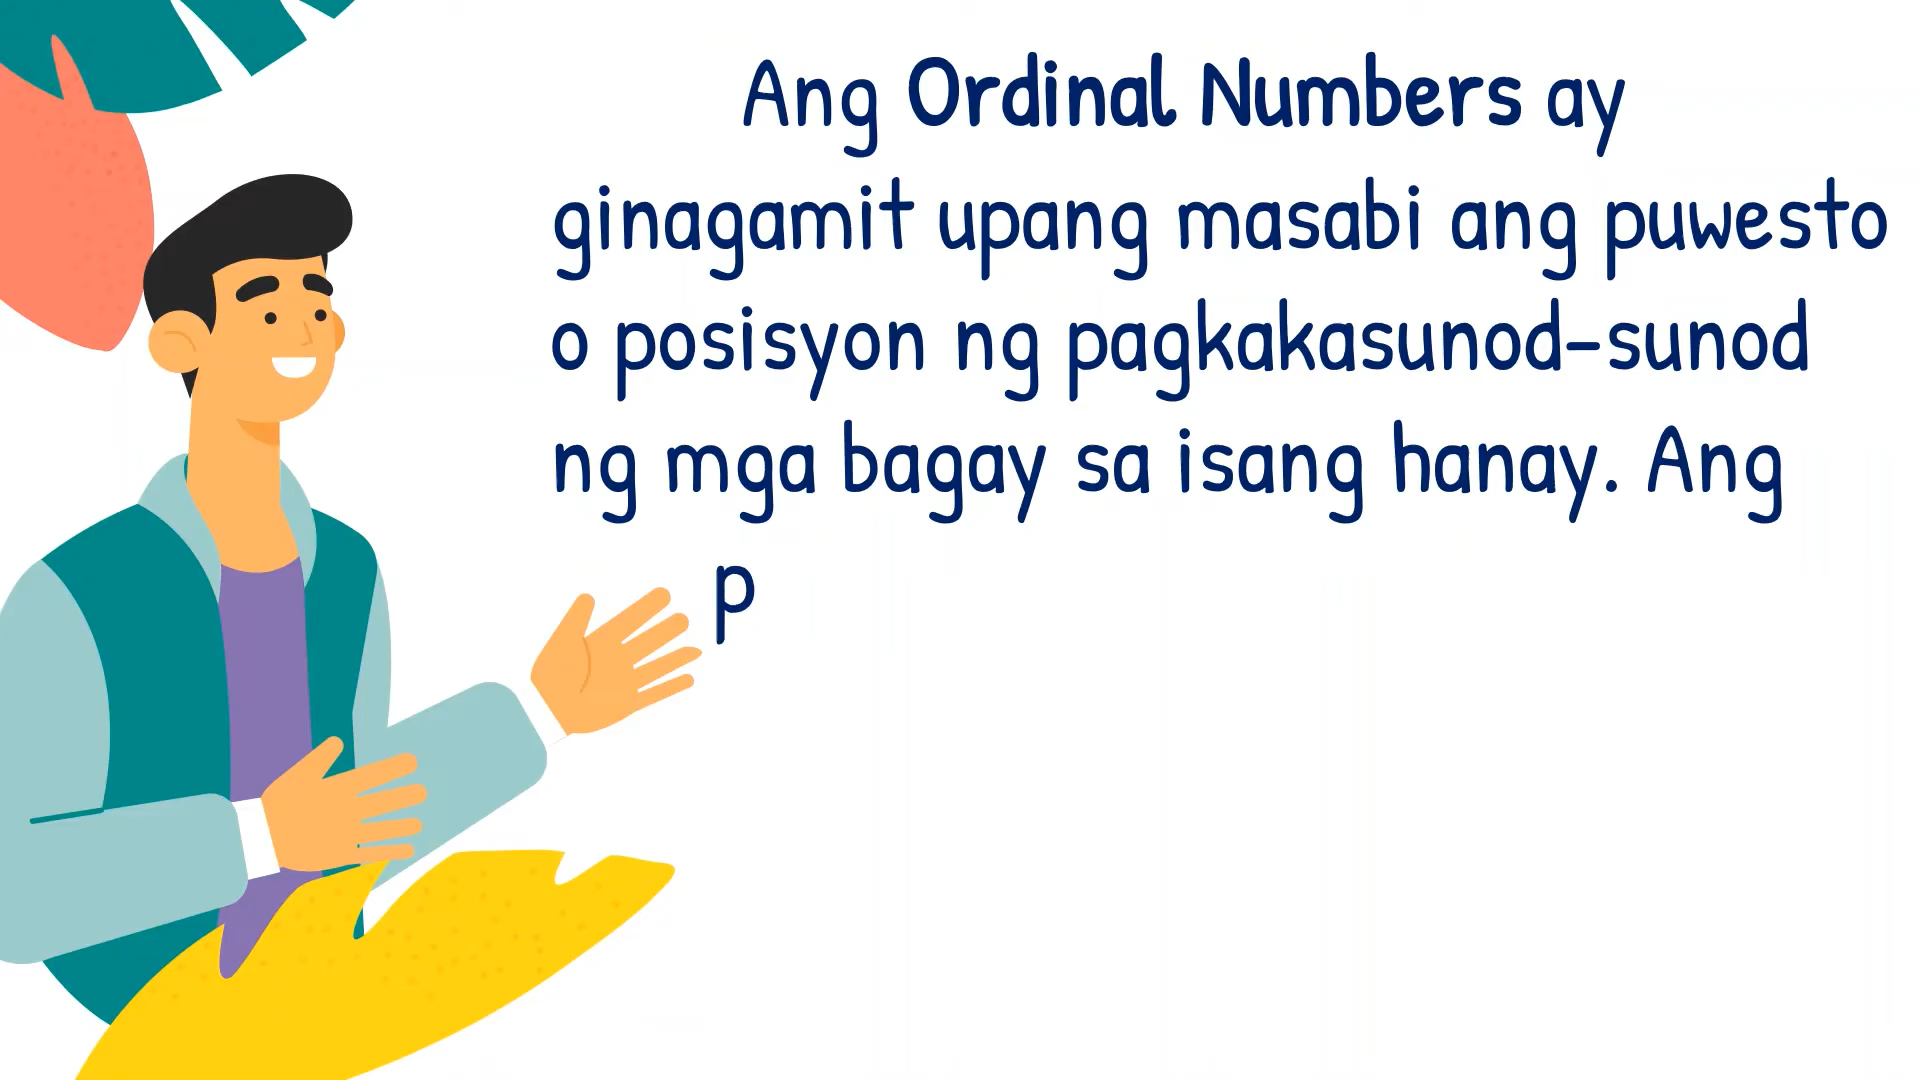 Ang Ordinal Numbers ay
ginagamit upang masabi ang puwesto
o posisyon ng pagkakasunod-sunod
ng mga bagay sa isang hanay. Ang
p